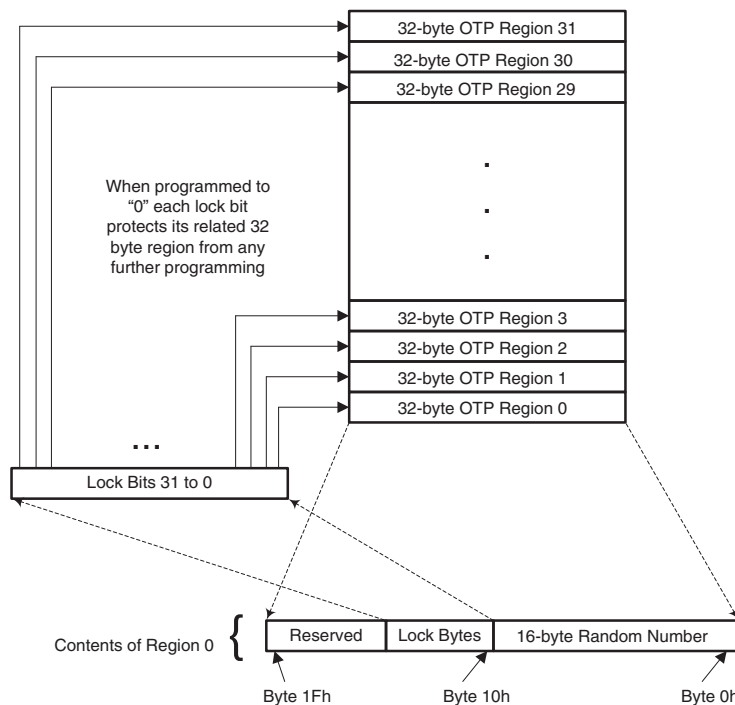 32-byte OTP Region 31
32-byte OTP Region 30
32-byte OTP Region 29
.
.
.
When programmed to
“0” each lock bit
protects its related 32
byte region from any
further programming
32-byte OTP Region 3
32-byte OTP Region 2
32-byte OTP Region 1
32-byte OTP Region 0
...
Lock Bits 31 to 0
Contents of Region 0 {
Reserved Lock Bytes 16-byte Random Number
Byte 1Fh Byte 10h Byte 0h